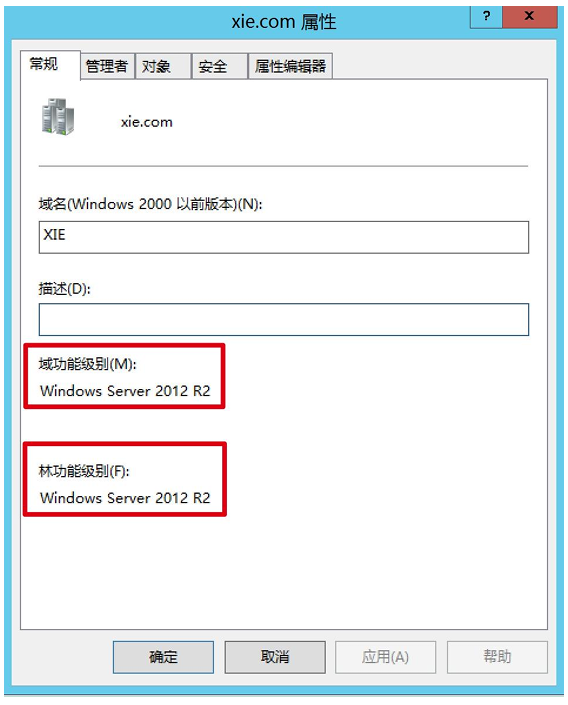 xie.com 属性
? x
常规 管理者 对象 安全 属性编辑器
xie.com
域名(Windows 2000 以前版本)(N):
XIE
描述(D):
域功能级别(M):
Windows Server 2012 R2
林功能级别(F):
Windows Server 2012 R2
确定 取消 应用(A) 帮助